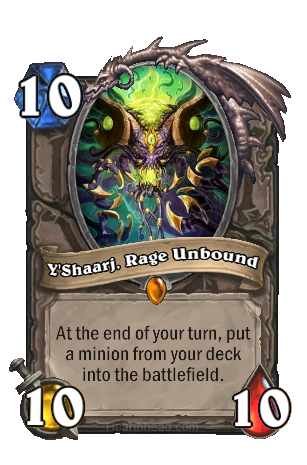 10
Y'Shaarj, Rage Unbound
At the end of your turn, put
a minion from your deck
into the battlefield.
10
10